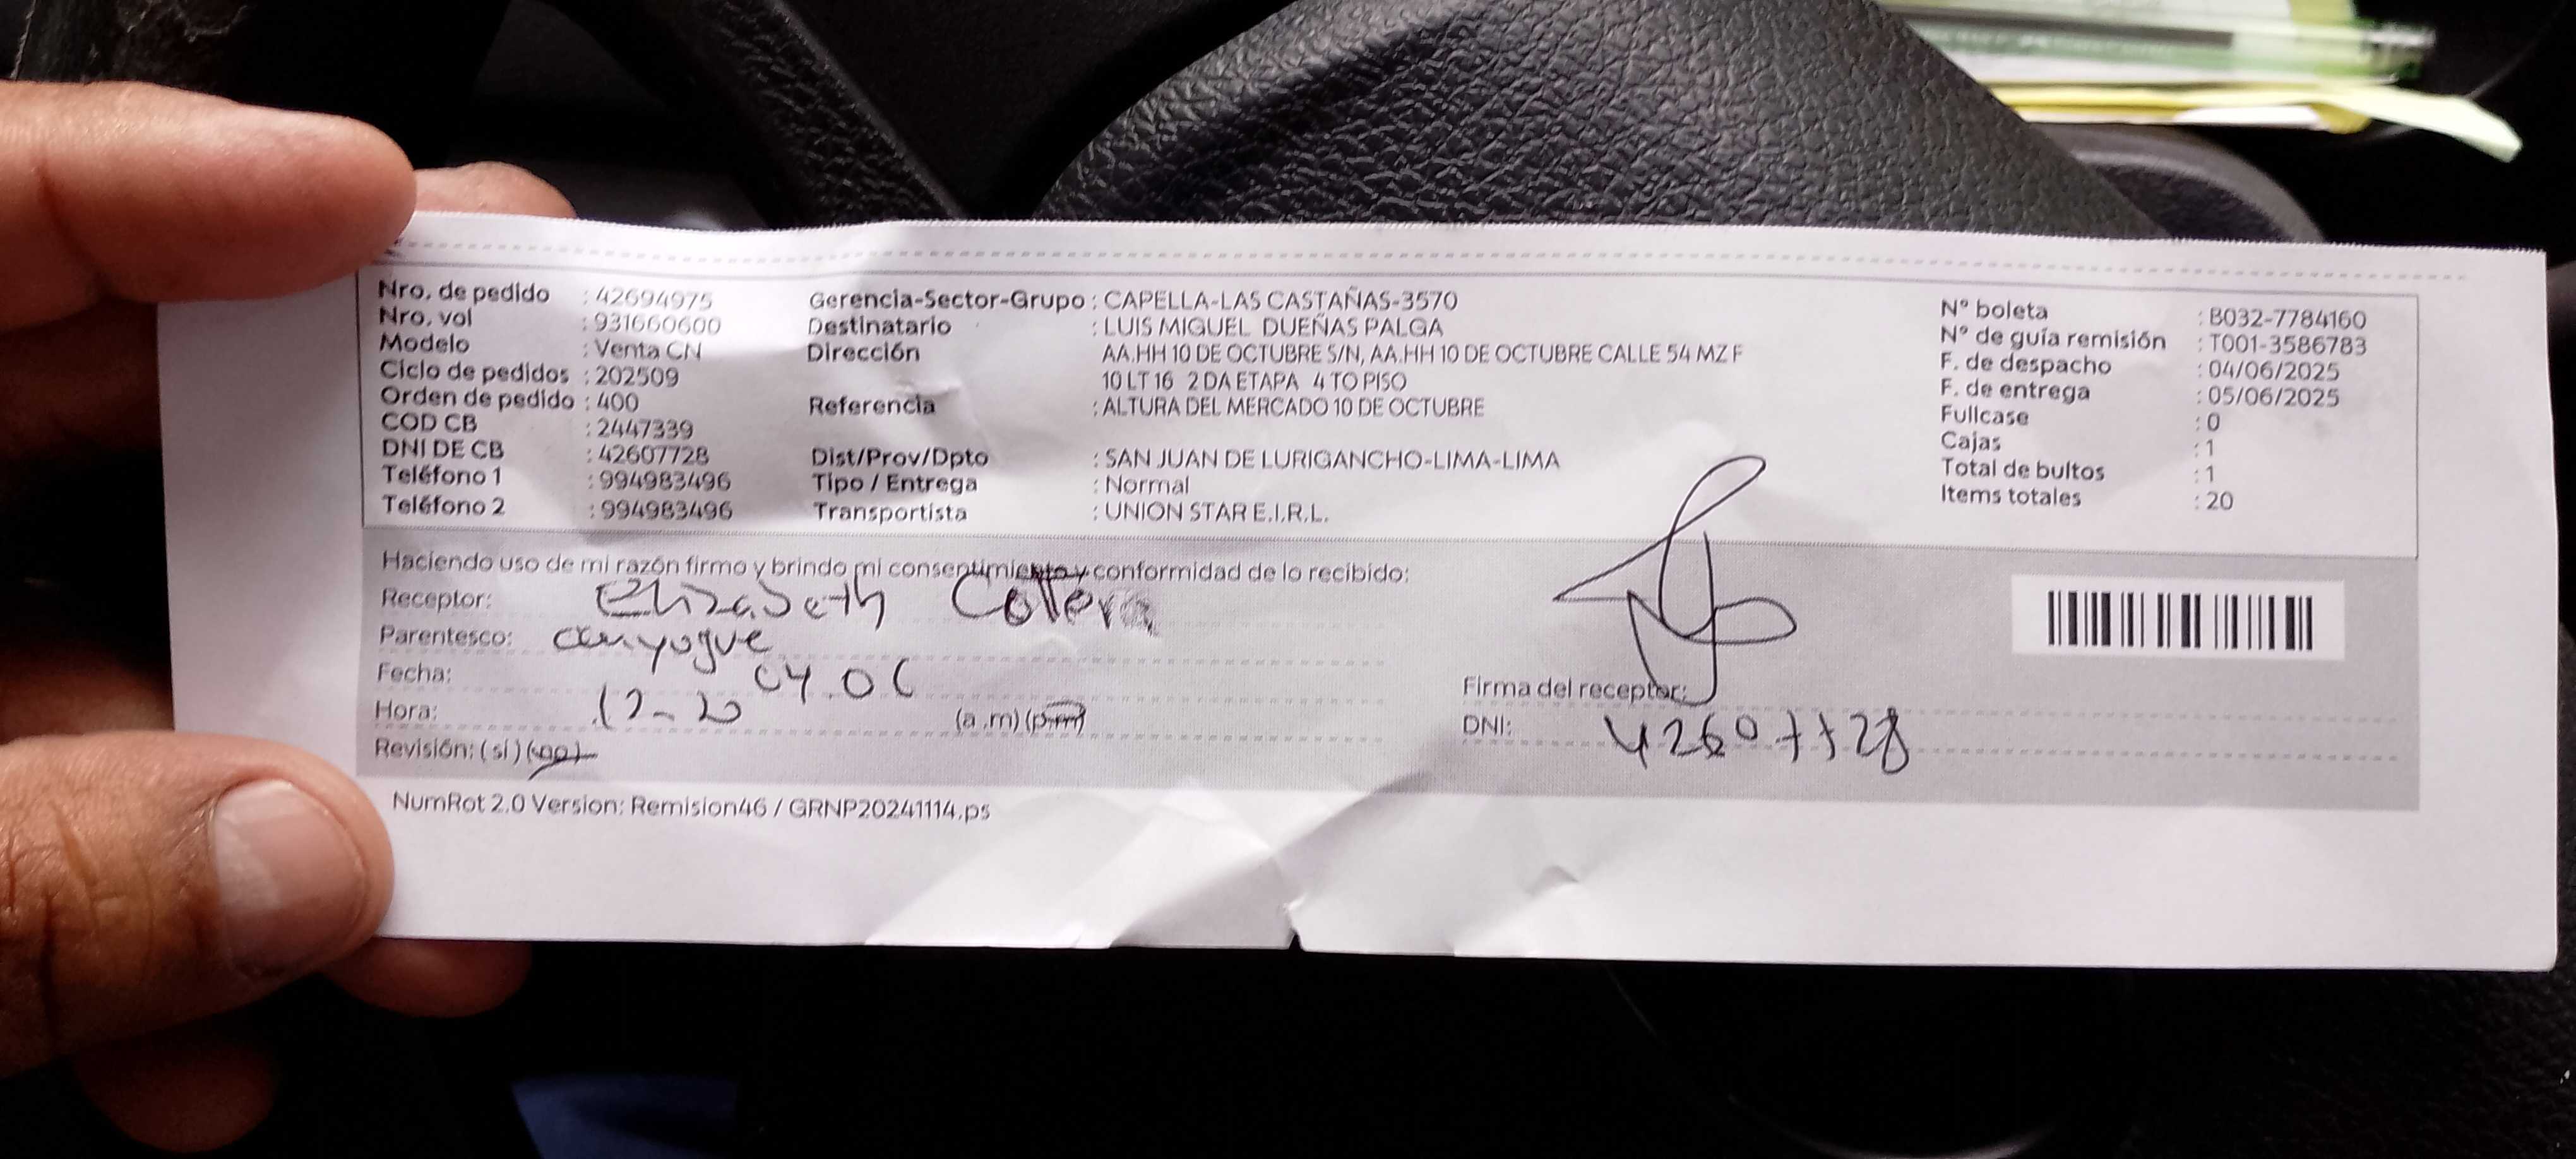 Nro. de pedido : 42694975
Nro. vol : 931660600
Modelo : Venta CN
Ciclo de pedidos : 202509
Orden de pedido : 400
COD CB : 2447339
DNI DE CB : 42607728
Teléfono 1 : 994983496
Teléfono 2 : 994983496
Gerencia-Sector-Grupo : CAPELLA-LAS CASTAÑAS-3570
Destinatario : LUIS MIGUEL DUEÑAS PALGA
Dirección AA.HH 10 DE OCTUBRE S/N, AA.HH 10 DE OCTUBRE CALLE 54 MZ F
10 LT 16 2 DA ETAPA 4 TO PISO
Referencia : ALTURA DEL MERCADO 10 DE OCTUBRE
Dist/Prov/Dpto : SAN JUAN DE LURIGANCHO-LIMA-LIMA
Tipo / Entrega : Normal
Transportista : UNION STAR E.I.R.L.
N° boleta : B032-7784160
N° de guía remisión : T001-3586783
F. de despacho : 04/06/2025
F. de entrega : 05/06/2025
Fullcase : 0
Cajas : 1
Total de bultos : 1
Items totales : 20
Haciendo uso de mi razón firmo y brindo mi consentimiento y conformidad de lo recibido:
Receptor: Elizabeth
Parentesco: conyogue
Fecha: 04.06
Hora: 12-20 (a.m) (p.m)
Revisión: (si) (no)
Firma del receptor:
DNI: 42607728
NumRot 2.0 Version: Remision46 / GRNP20241114.ps